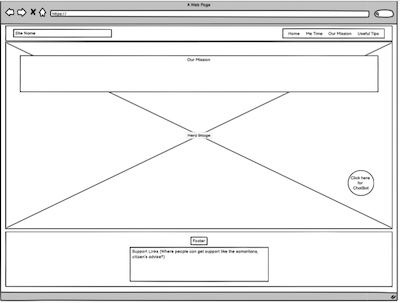 A Web Page
https://
Site Name
Home Me Time Our Mission Useful Tips
Our Mission
Hero Image
Click here
for
ChatBot
Footer
Support Links (Where people can get support like the samaritans,
citizen's advise?)